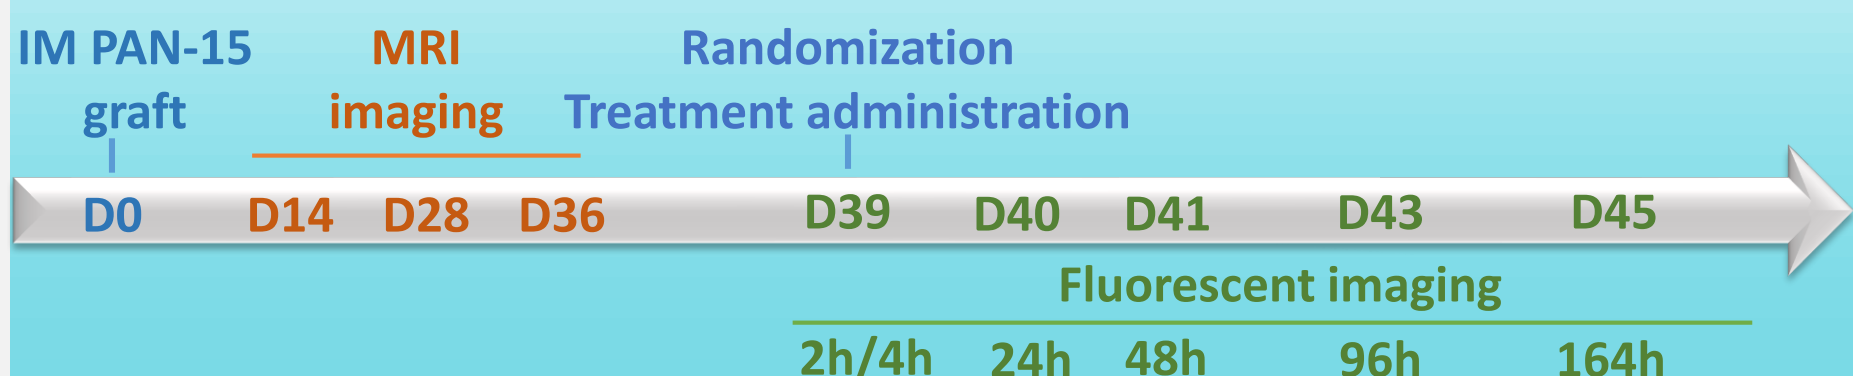 IM PAN-15 graft
MRI imaging
Randomization
Treatment administration
D0 D14 D28 D36 D39 D40 D41 D43 D45
Fluorescent imaging
2h/4h 24h 48h 96h 164h